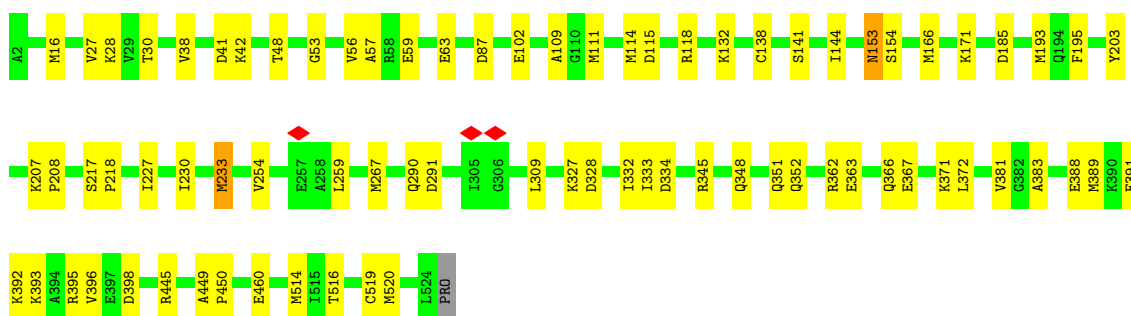 A2 M16 V27 K28 V29 T30 V38 D41 K42 T48 G53 V56 A57 R58 E59 E63 D87 E102 A109 G110 M111 M114 D115 R118 K132 C138 S141 I144 N153 S154 M166 K171 D185 M193 Q194 F195 Y203
K207 P208 S217 P218 I227 I230 M233 V254 E257 A258 L259 M267 Q290 D291 I305 G306 L309 K327 D328 I332 I333 D334 R345 Q348 Q351 Q352 R362 E363 Q366 E367 K371 L372 V381 G382 A383 E388 M389 K390 E391
K392 K393 A394 R395 V396 E397 D398 R445 A449 P450 E460 M514 I515 T516 C519 M520 L524 PRO